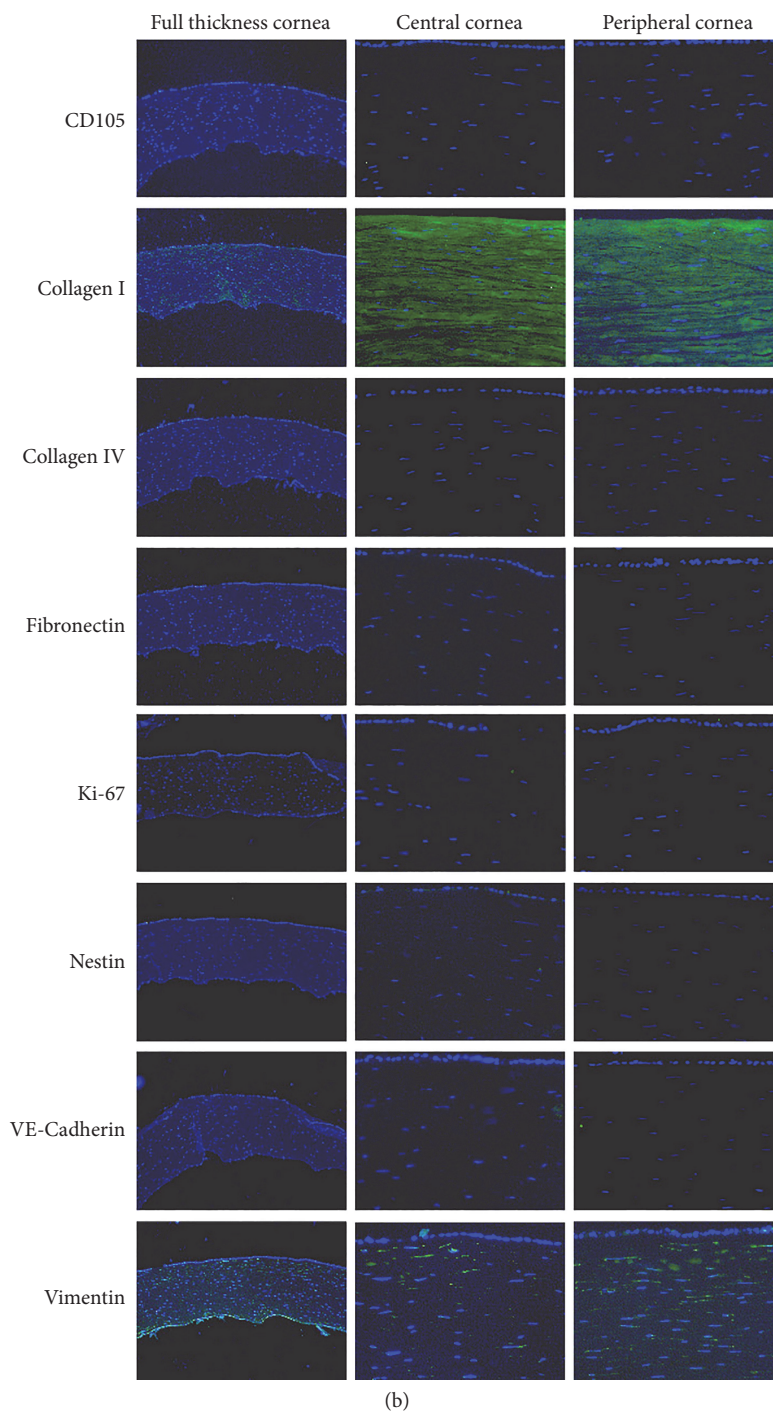 Full thickness cornea Central cornea Peripheral cornea
CD105
Collagen I
Collagen IV
Fibronectin
Ki-67
Nestin
VE-Cadherin
Vimentin
(b)